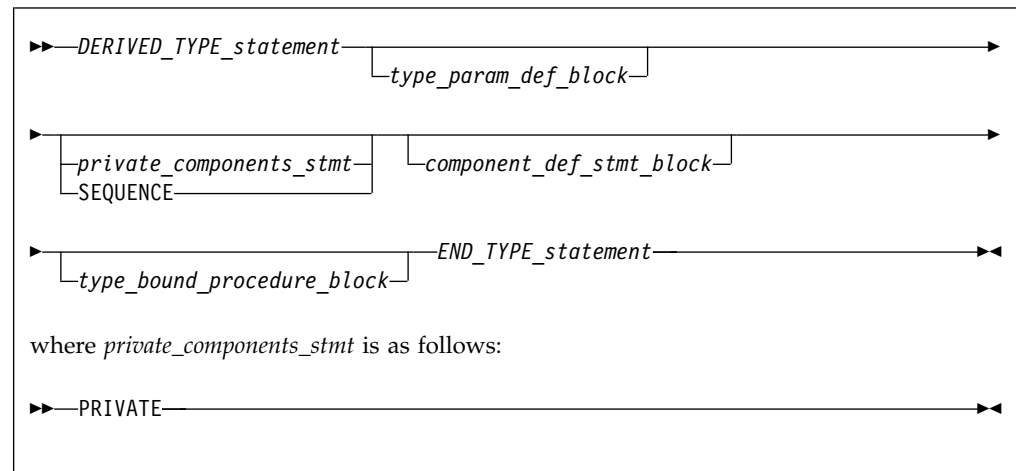 DERIVED_TYPE_statement
type_param_def_block
private_components_stmt component_def_stmt_block
SEQUENCE
END_TYPE_statement
type_bound_procedure_block
where private_components_stmt is as follows:
PRIVATE